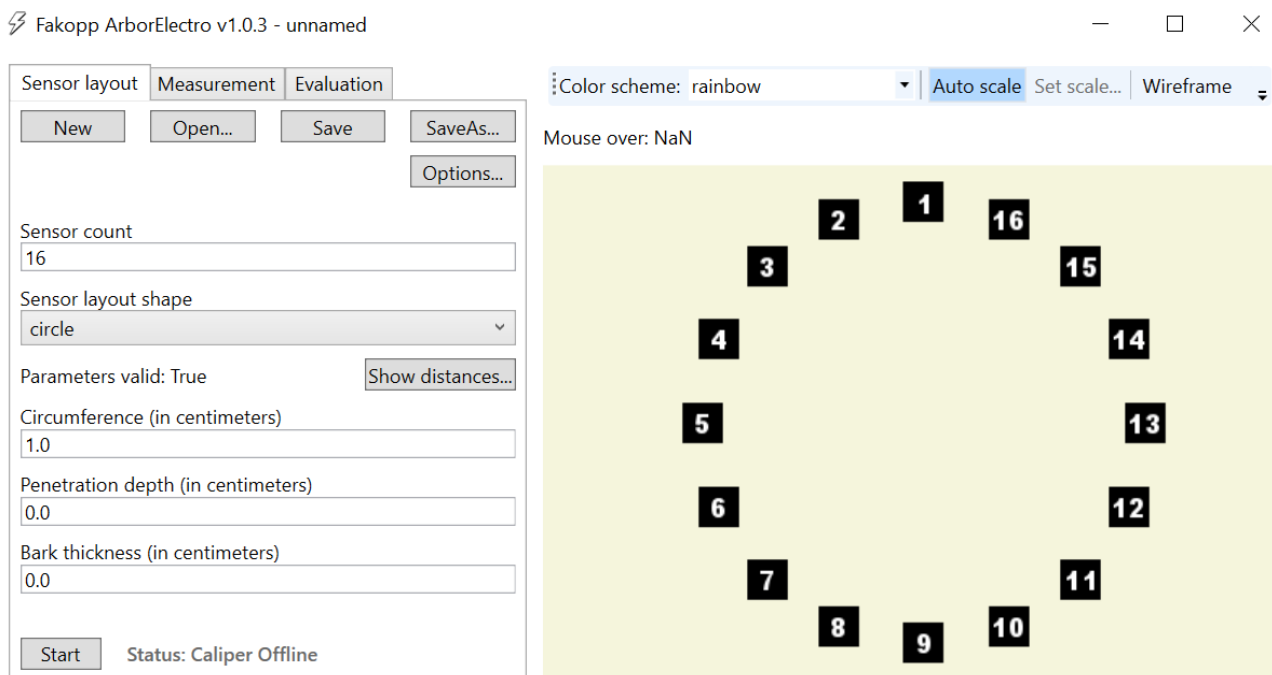 Fakopp ArborElectro v1.0.3 - unnamed
Sensor layout Measurement Evaluation
New Open... Save SaveAs...
Options...
Sensor count
16
Sensor layout shape
circle
Parameters valid: True Show distances...
Circumference (in centimeters)
1.0
Penetration depth (in centimeters)
0.0
Bark thickness (in centimeters)
0.0
Start Status: Caliper Offline
Color scheme: rainbow Auto scale Set scale... Wireframe
Mouse over: NaN
1
2 16
3 15
4 14
5 13
6 12
7 11
8 10
9